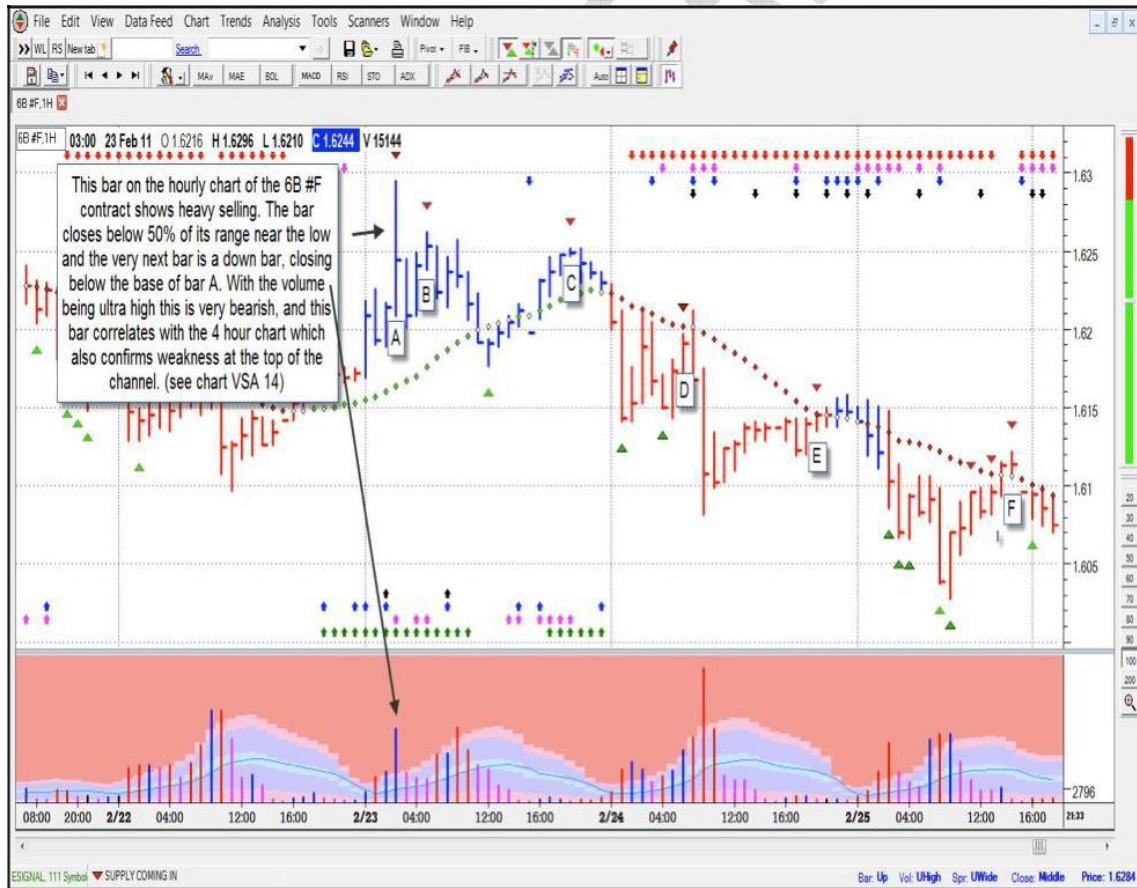 File Edit View Data Feed Chart Trends Analysis Tools Scanners Window Help
WL RS New tab Search Pivot FIB
MAv MAE BOL MACD RSI STO ADX Auto
6B #F,1H
6B #F,1H 03:00 23 Feb 11 O 1.6216 H 1.6296 L 1.6210 C 1.6244 V 15144
This bar on the hourly chart of the 6B #F
contract shows heavy selling. The bar
closes below 50% of its range near the low
and the very next bar is a down bar, closing
below the base of bar A. With the volume
being ultra high this is very bearish, and this
bar correlates with the 4 hour chart which
also confirms weakness at the top of the
channel. (see chart VSA 14)
A
B
C
D
E
F
1.63
1.625
1.62
1.615
1.61
1.605
20
30
40
50
60
70
80
90
100
200
2796
08:00 20:00 2/22 04:00 12:00 16:00 2/23 04:00 12:00 16:00 2/24 04:00 12:00 16:00 2/25 04:00 12:00 16:00 21:33
ESIGNAL, 111 Symbol SUPPLY COMING IN Bar: Up Vol: UHigh Spr: UWide Close: Middle Price: 1.6284